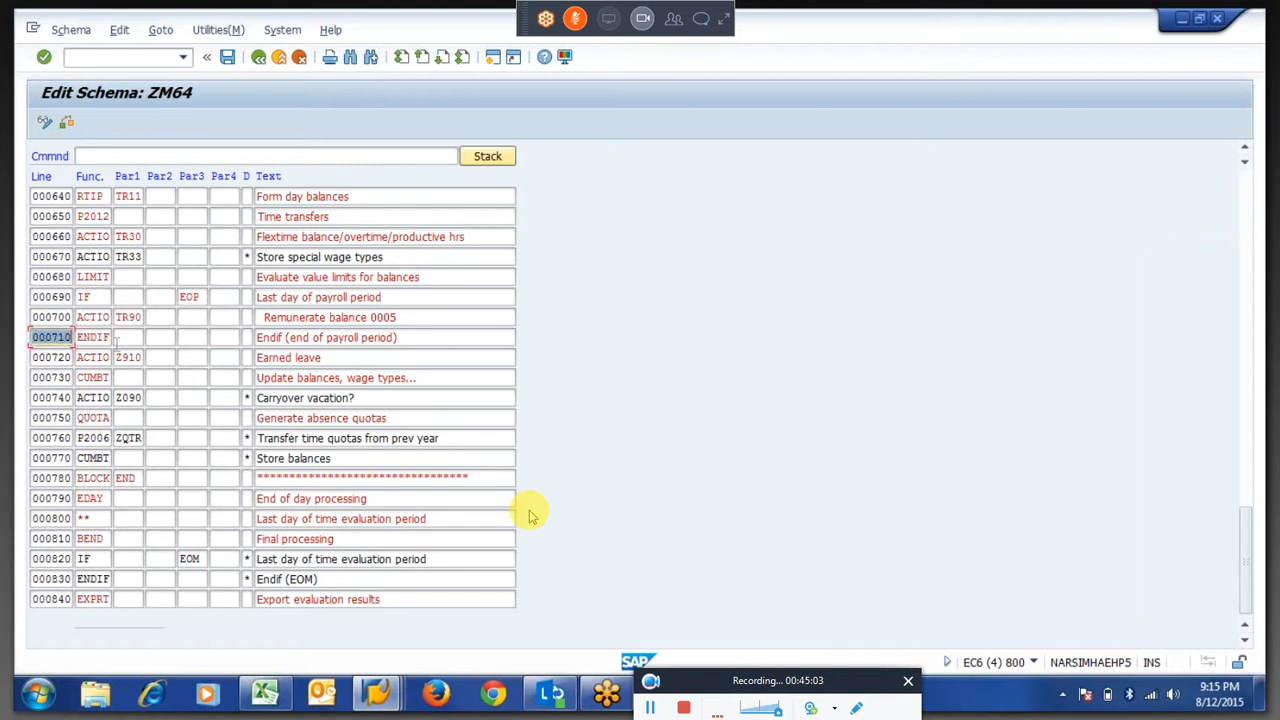 Schema Edit Goto Utilities(M) System Help
Edit Schema: ZM64
Cmmnd Stack
Line Func. Par1 Par2 Par3 Par4 D Text
000640 RTIP TR11 Form day balances
000650 P2012 Time transfers
000660 ACTIO TR30 Flextime balance/overtime/productive hrs
000670 ACTIO TR33 * Store special wage types
000680 LIMIT Evaluate value limits for balances
000690 IF EOP Last day of payroll period
000700 ACTIO TR90 Remunerate balance 0005
000710 ENDIF Endif (end of payroll period)
000720 ACTIO Z910 Earned leave
000730 CUMBT Update balances, wage types...
000740 ACTIO Z090 * Carryover vacation?
000750 QUOTA Generate absence quotas
000760 P2006 ZQTR * Transfer time quotas from prev year
000770 CUMBT * Store balances
000780 BLOCK END *********************************
000790 EDAY End of day processing
000800 ** Last day of time evaluation period
000810 BEND Final processing
000820 IF EOM * Last day of time evaluation period
000830 ENDIF * Endif (EOM)
000840 EXPRT Export evaluation results
SAP EC6 (4) 800 NARSIMHAEHP5 INS
Recording... 00:45:03
9:15 PM
8/12/2015